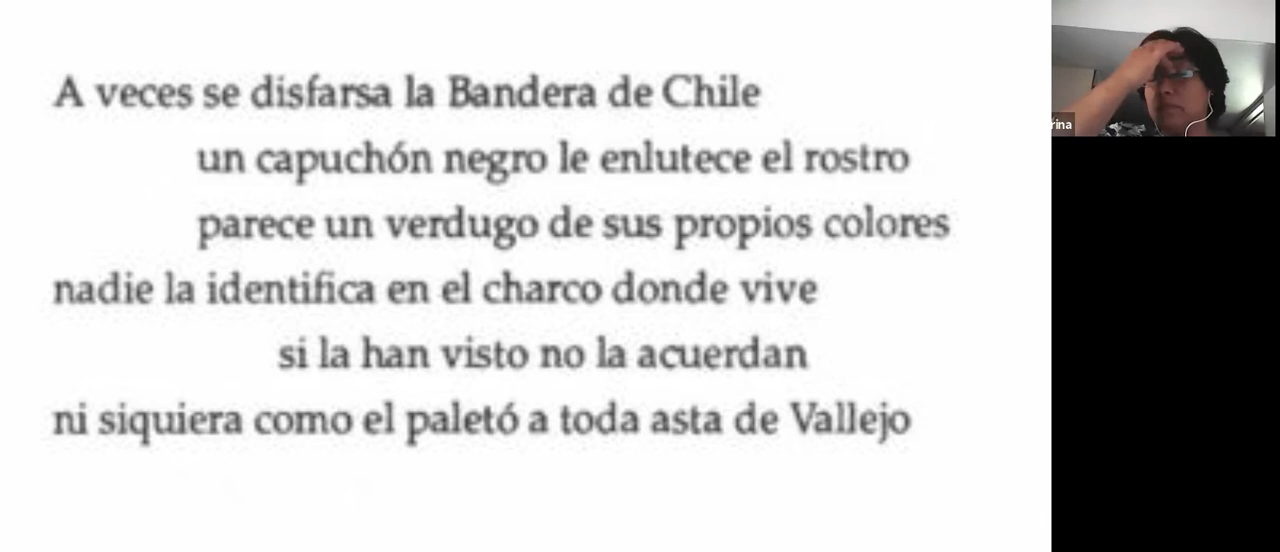 A veces se disfarsa la Bandera de Chile
un capuchón negro le enlutece el rostro
parece un verdugo de sus propios colores
nadie la identifica en el charco donde vive
si la han visto no la acuerdan
ni siquiera como el paletó a toda asta de Vallejo
rina